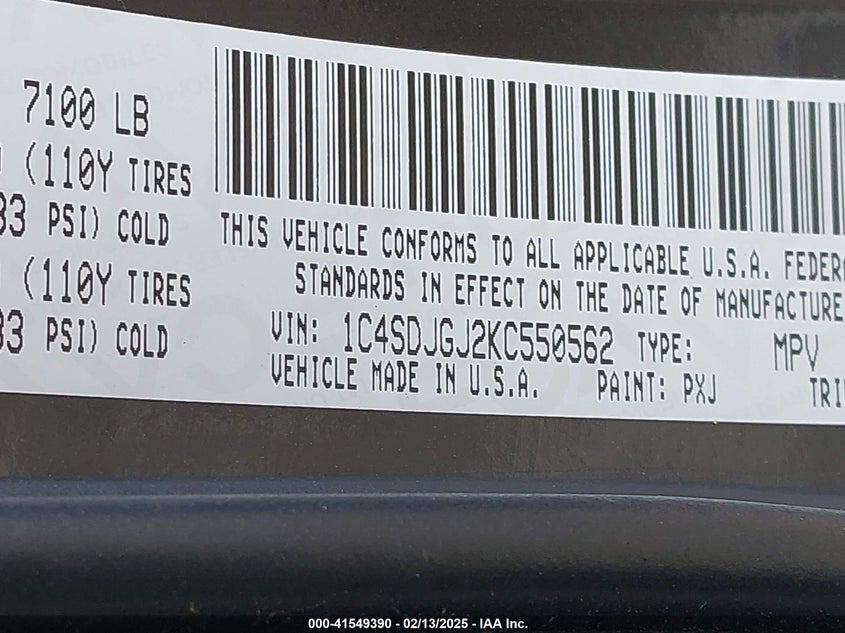 7100 LB
(110Y TIRES
33 PSI) COLD
(110Y TIRES
33 PSI) COLD
THIS VEHICLE CONFORMS TO ALL APPLICABLE U.S.A. FEDER
STANDARDS IN EFFECT ON THE DATE OF MANUFACTURE
VIN: 1C4SDJGJ2KC550562 TYPE: MPV
VEHICLE MADE IN U.S.A. PAINT: PXJ TRI
000-41549390 - 02/13/2025 - IAA Inc.